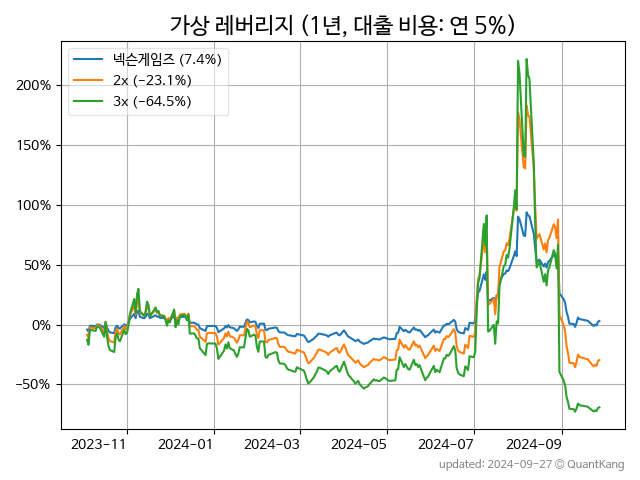 가상 레버리지 (1년, 대출 비용: 연 5%)
넥슨게임즈 (7.4%)
2x (−23.1%)
3x (−64.5%)
200%
150%
100%
50%
0%
−50%
2023-11 2024-01 2024-03 2024-05 2024-07 2024-09
updated: 2024-09-27 © QuantKang